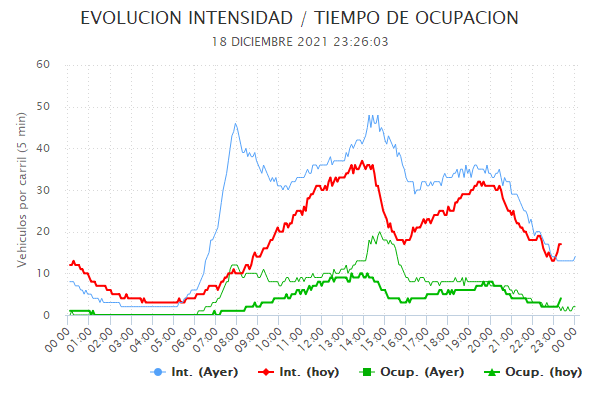 EVOLUCION INTENSIDAD / TIEMPO DE OCUPACION
18 DICIEMBRE 2021 23:26:03
Vehiculos por carril (5 min)
60
50
40
30
20
10
0
00:00 01:00 02:00 03:00 04:00 05:00 06:00 07:00 08:00 09:00 10:00 11:00 12:00 13:00 14:00 15:00 16:00 17:00 18:00 19:00 20:00 21:00 22:00 23:00 00:00
Int. (Ayer) Int. (hoy) Ocup. (Ayer) Ocup. (hoy)